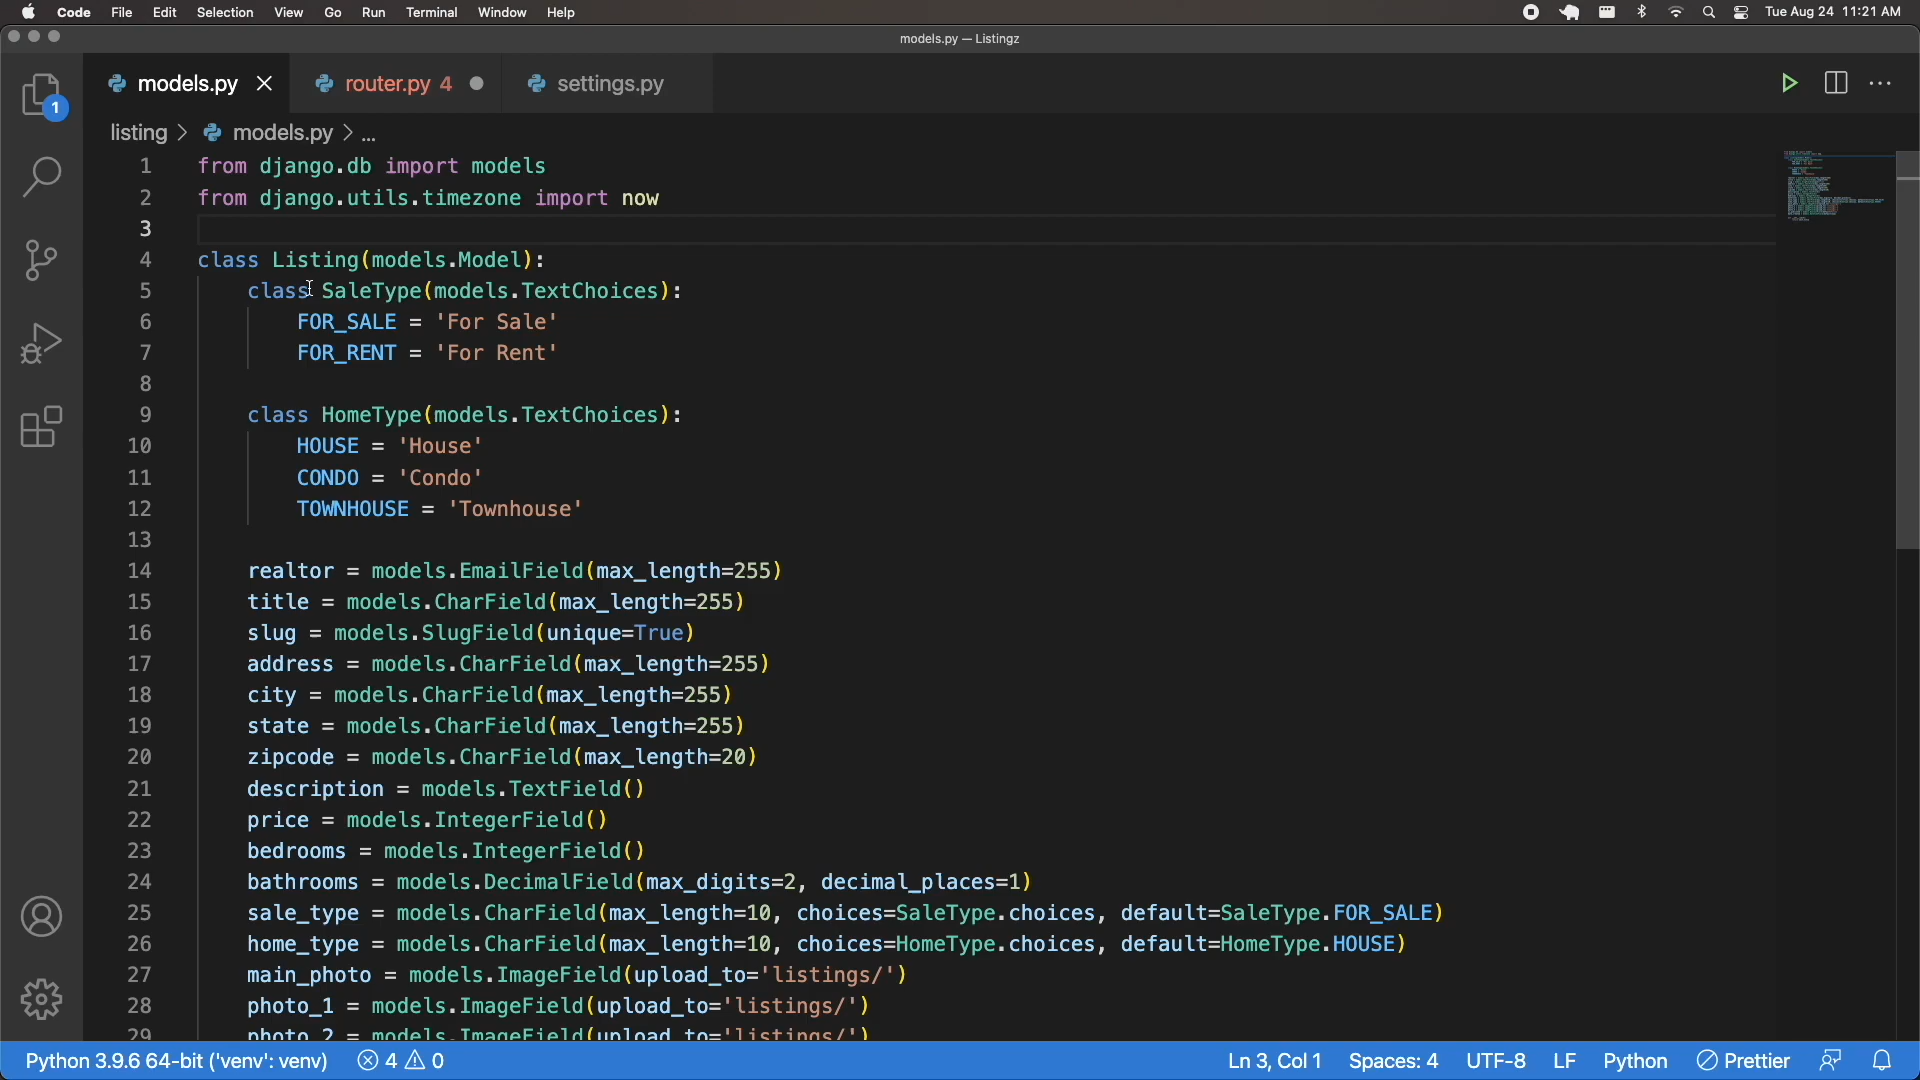 Code File Edit Selection View Go Run Terminal Window Help Tue Aug 24 11:21 AM
models.py — Listingz
models.py router.py 4 settings.py
1
listing > models.py > ...
1 from django.db import models
2 from django.utils.timezone import now
3
4 class Listing(models.Model):
5 class SaleType(models.TextChoices):
6 FOR_SALE = 'For Sale'
7 FOR_RENT = 'For Rent'
8
9 class HomeType(models.TextChoices):
10 HOUSE = 'House'
11 CONDO = 'Condo'
12 TOWNHOUSE = 'Townhouse'
13
14 realtor = models.EmailField(max_length=255)
15 title = models.CharField(max_length=255)
16 slug = models.SlugField(unique=True)
17 address = models.CharField(max_length=255)
18 city = models.CharField(max_length=255)
19 state = models.CharField(max_length=255)
20 zipcode = models.CharField(max_length=20)
21 description = models.TextField()
22 price = models.IntegerField()
23 bedrooms = models.IntegerField()
24 bathrooms = models.DecimalField(max_digits=2, decimal_places=1)
25 sale_type = models.CharField(max_length=10, choices=SaleType.choices, default=SaleType.FOR_SALE)
26 home_type = models.CharField(max_length=10, choices=HomeType.choices, default=HomeType.HOUSE)
27 main_photo = models.ImageField(upload_to='listings/')
28 photo_1 = models.ImageField(upload_to='listings/')
29 photo_2 = models.ImageField(upload_to='listings/')
Python 3.9.6 64-bit ('venv': venv) 4 0 Ln 3, Col 1 Spaces: 4 UTF-8 LF Python Prettier